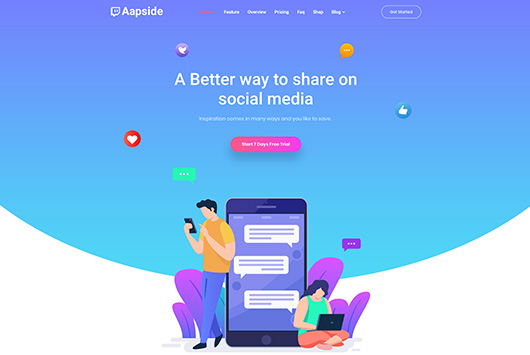 Aapside
Feature Overview Pricing Faq Shop Blog
Get Started
A Better way to share on
social media
Inspiration comes in many ways and you like to save.
Start 7 Days Free Trial